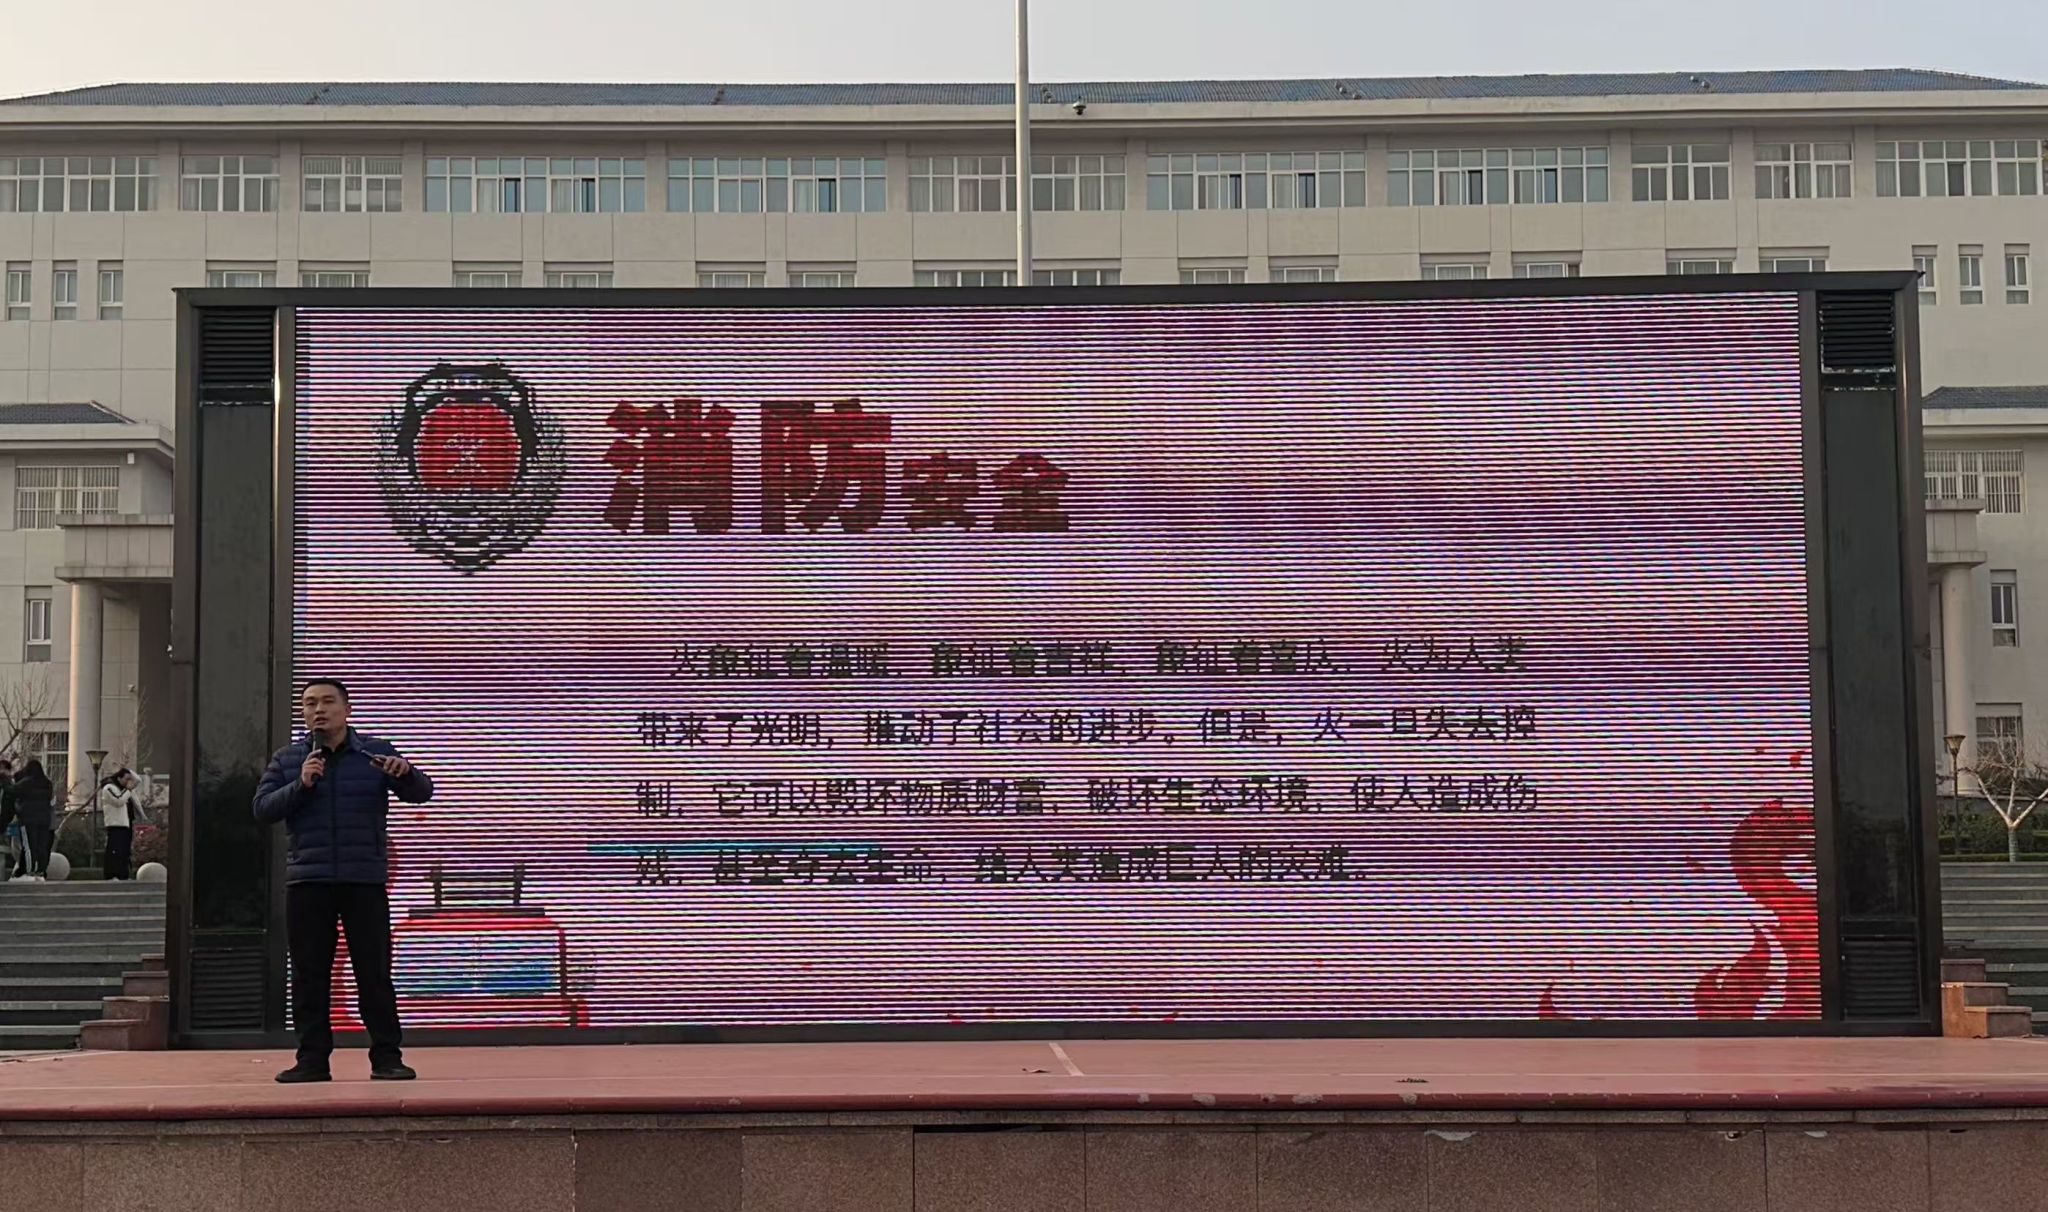 消防安全
火象征着温暖，象征着吉祥，象征着喜庆，火为人类
带来了光明，推动了社会的进步。但是，火一旦失去控
制，它可以毁坏物质财富，破坏生态环境，使人造成伤
残，甚至夺去生命，给人类造成巨大的灾难。